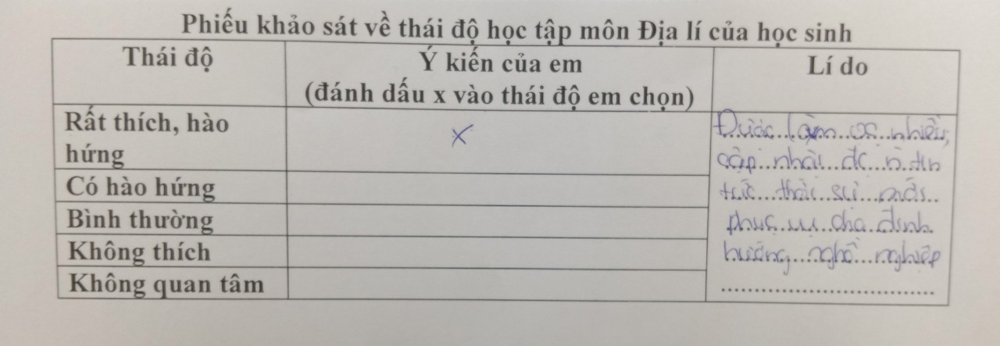 Phiếu khảo sát về thái độ học tập môn Địa lí của học sinh
Thái độ
Ý kiến của em
(đánh dấu x vào thái độ em chọn)
Lí do
Rất thích, hào
hứng
x
Có hào hứng
Bình thường
Không thích
Không quan tâm
Được làm nhiều,
cập nhật đc n tin
tức thời sự mới
phục vụ cho định
hướng nghề nghiệp